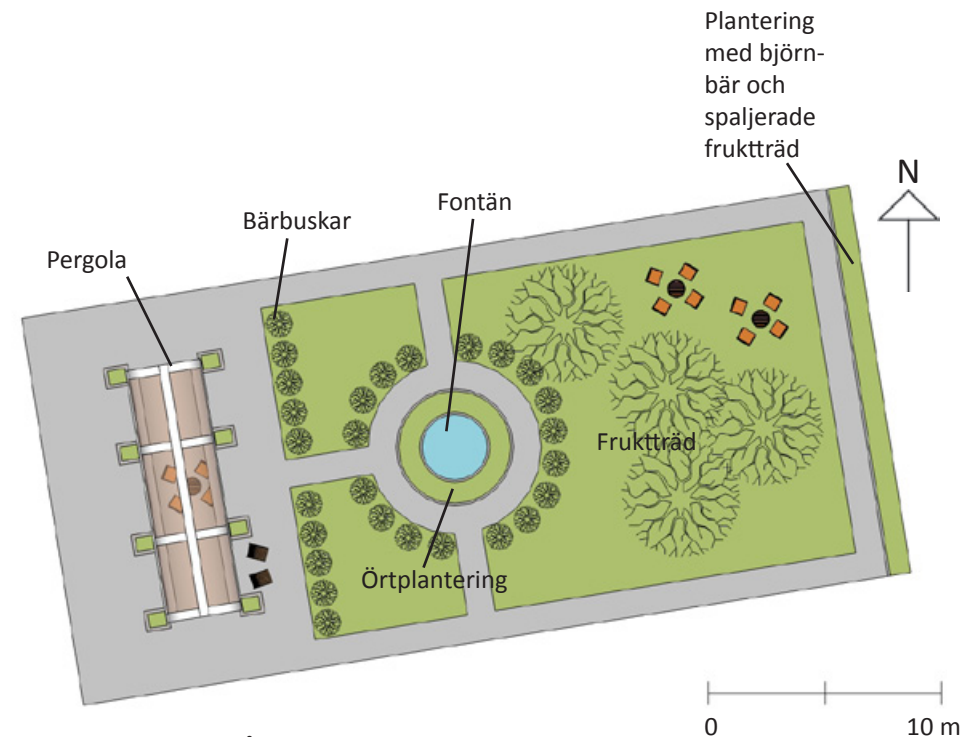 Plantering
med björn-
bär och
spaljerade
fruktträd
N
Fontän
Bärbuskar
Pergola
Fruktträd
Örtplantering
0
10 m